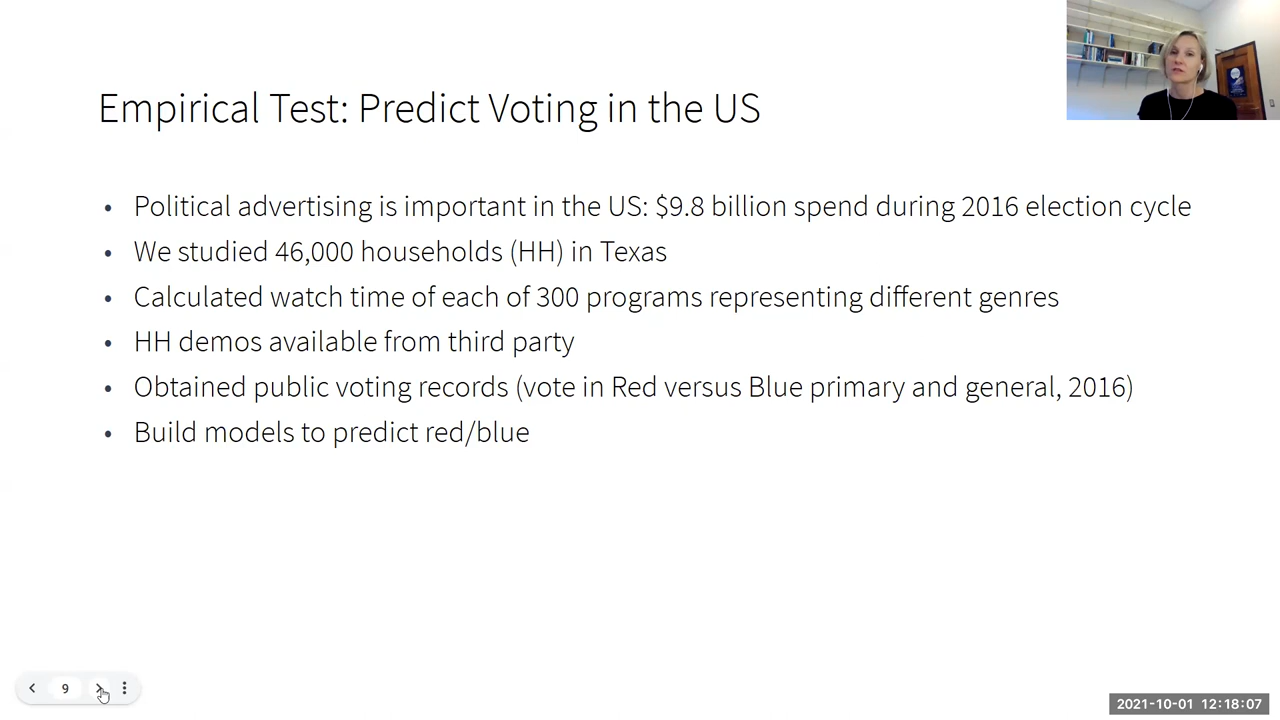 Empirical Test: Predict Voting in the US
• Political advertising is important in the US: $9.8 billion spend during 2016 election cycle
• We studied 46,000 households (HH) in Texas
• Calculated watch time of each of 300 programs representing different genres
• HH demos available from third party
• Obtained public voting records (vote in Red versus Blue primary and general, 2016)
• Build models to predict red/blue
9
2021-10-01 12:18:07